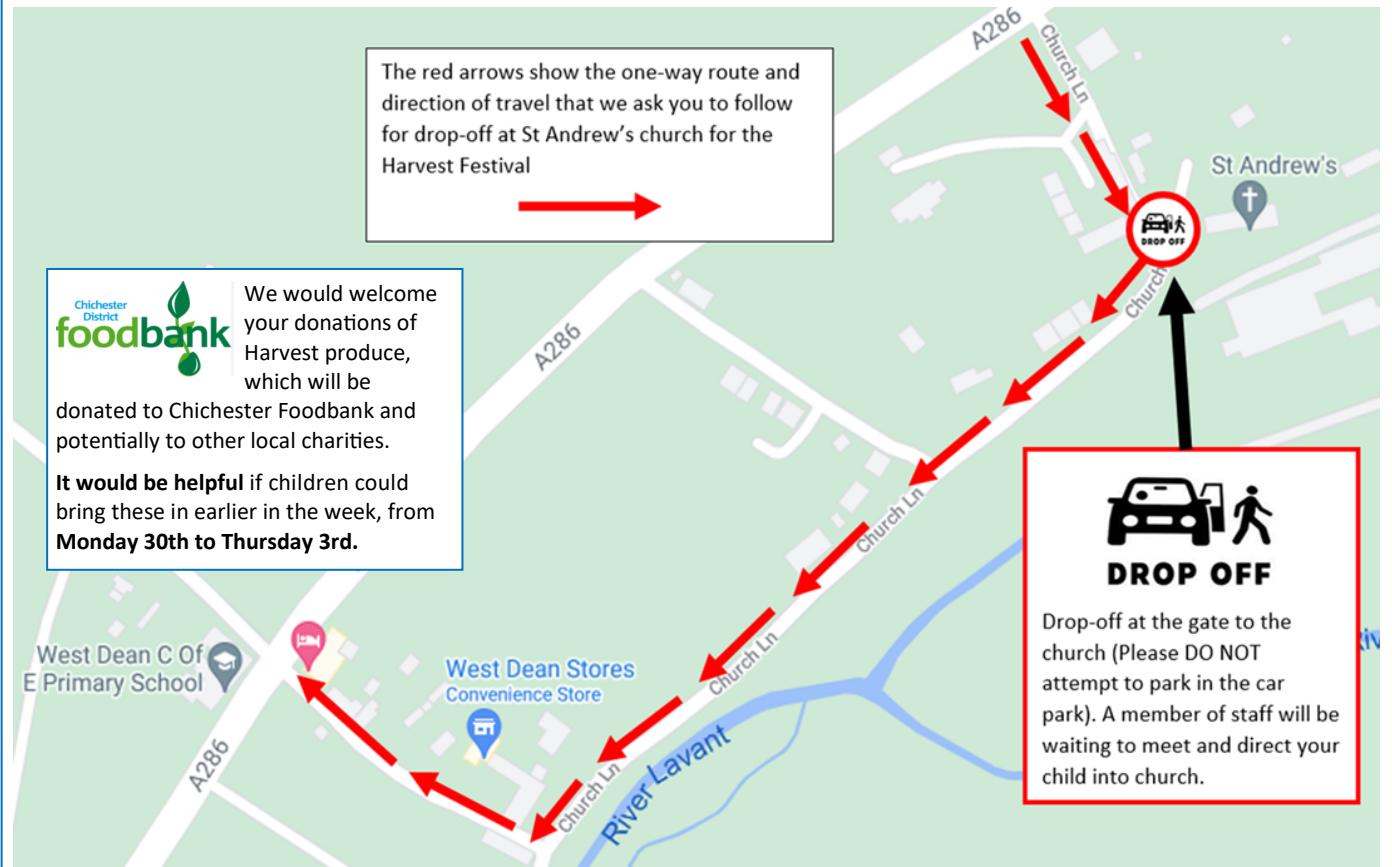 The red arrows show the one-way route and
direction of travel that we ask you to follow
for drop-off at St Andrew's church for the
Harvest Festival
A286
Church Ln
St Andrew's
DROP OFF
Church
Chichester
District
foodbank
We would welcome
your donations of
Harvest produce,
which will be
donated to Chichester Foodbank and
potentially to other local charities.
It would be helpful if children could
bring these in earlier in the week, from
Monday 30th to Thursday 3rd.
A286
Church Ln
DROP OFF
Drop-off at the gate to the
church (Please DO NOT
attempt to park in the car
park). A member of staff will be
waiting to meet and direct your
child into church.
Riv
West Dean C Of
E Primary School
West Dean Stores
Convenience Store
Church Ln
A286
Church Ln
River Lavant